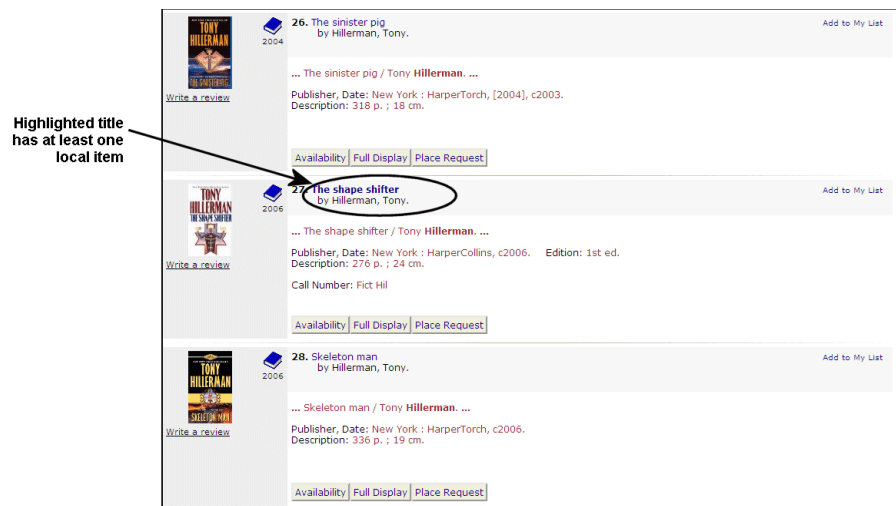 TONY
HILLERMAN
THE SINISTER PIG
Write a review
2004
26. The sinister pig
by Hillerman, Tony.
Add to My List
... The sinister pig / Tony Hillerman. ...
Publisher, Date: New York : HarperTorch, [2004], c2003.
Description: 318 p. ; 18 cm.
Availability Full Display Place Request
Highlighted title
has at least one
local item
TONY
HILLERMAN
THE SHAPE SHIFTER
Write a review
2006
27. The shape shifter
by Hillerman, Tony.
Add to My List
... The shape shifter / Tony Hillerman. ...
Publisher, Date: New York : HarperCollins, c2006. Edition: 1st ed.
Description: 276 p. ; 24 cm.
Call Number: Fict Hil
Availability Full Display Place Request
TONY
HILLERMAN
SKELETON MAN
Write a review
2006
28. Skeleton man
by Hillerman, Tony.
Add to My List
... Skeleton man / Tony Hillerman. ...
Publisher, Date: New York : HarperTorch, c2006.
Description: 336 p. ; 19 cm.
Availability Full Display Place Request